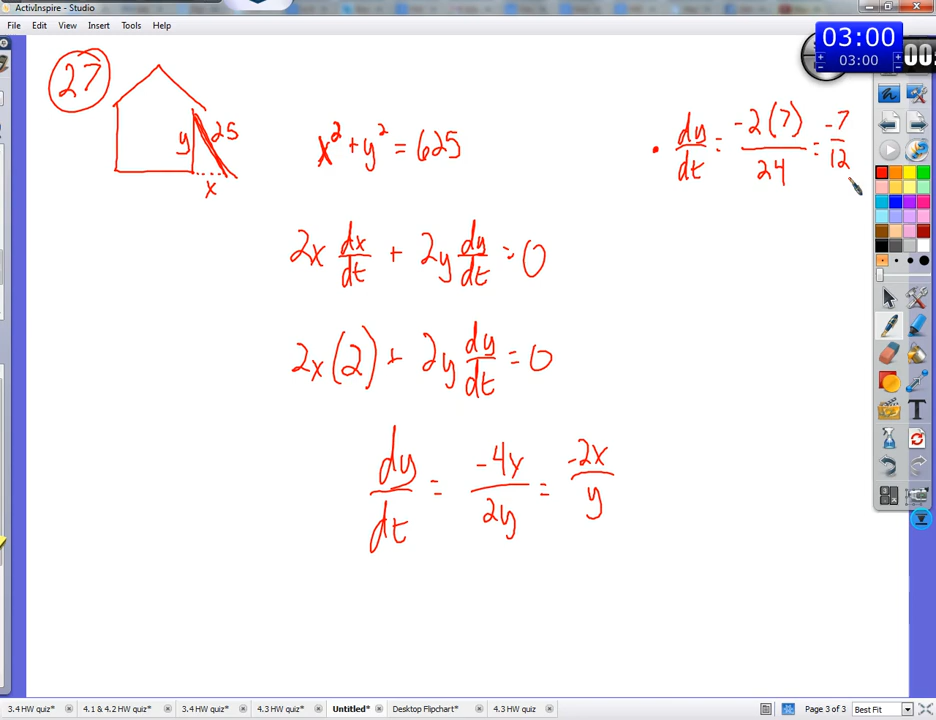 ActivInspire - Studio
File Edit View Insert Tools Help
03:00
03:00
27
25
y
x
x² + y² = 625
• dy/dt = -2(7)/24 = -7/12
2x dx/dt + 2y dy/dt = 0
2x(2) + 2y dy/dt = 0
dy/dt = -4x/2y = -2x/y
3.4 HW quiz* 4.1 & 4.2 HW quiz* 3.4 HW quiz* 4.3 HW quiz* Untitled* Desktop Flipchart* 4.3 HW quiz
Page 3 of 3 Best Fit